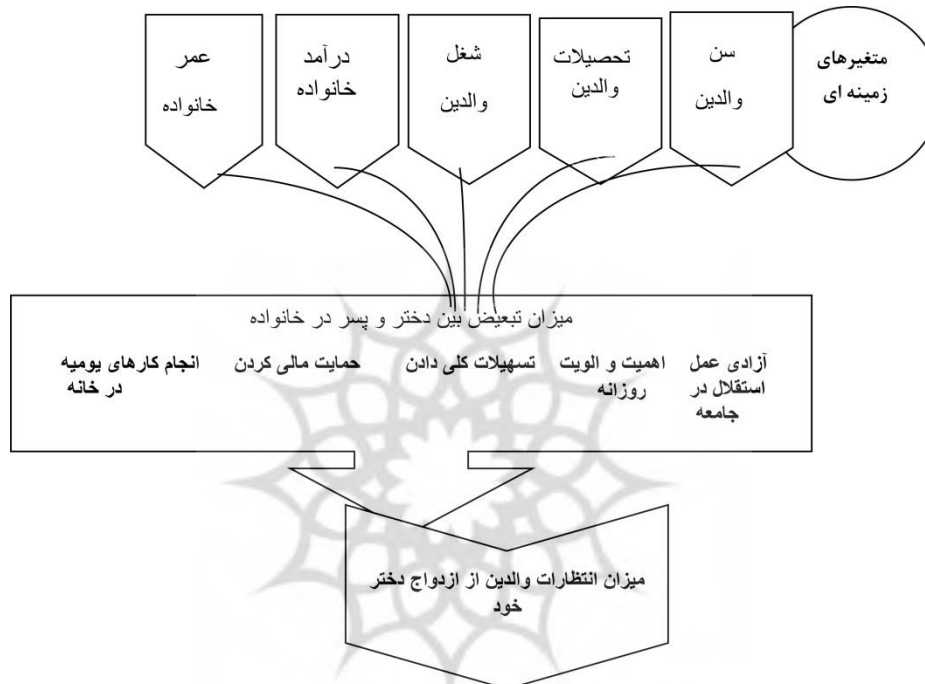 متغیرهای
زمینه ای
سن
والدین
تحصیلات
والدین
شغل
والدین
درآمد
خانواده
عمر
خانواده
میزان تبعیض بین دختر و پسر در خانواده
آزادی عمل
استقلال در
جامعه
اهمیت و الویت
روزانه
تسهیلات کلی دادن
حمایت مالی کردن
انجام کارهای یومیه
در خانه
میزان انتظارات والدین از ازدواج دختر
خود